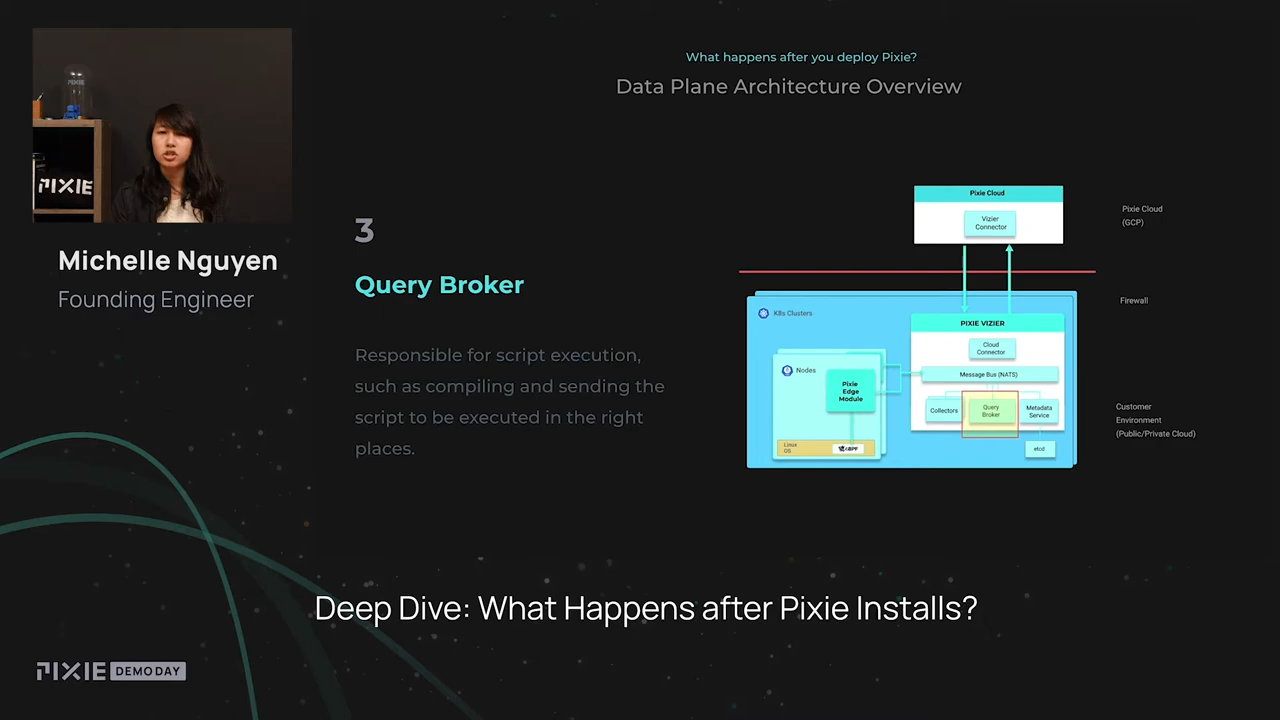 PIXIE
PIXIE
Michelle Nguyen
Founding Engineer
What happens after you deploy Pixie?
Data Plane Architecture Overview
3
Query Broker
Responsible for script execution,
such as compiling and sending the
script to be executed in the right
places.
Pixie Cloud
Vizier
Connector
Pixie Cloud
(GCP)
Firewall
K8s Clusters
PIXIE VIZIER
Cloud
Connector
Message Bus (NATS)
Nodes
Pixie
Edge
Module
Collectors
Query
Broker
Metadata
Service
etcd
Linux
OS
eBPF
Customer
Environment
(Public/Private Cloud)
Deep Dive: What Happens after Pixie Installs?
PIXIE DEMO DAY